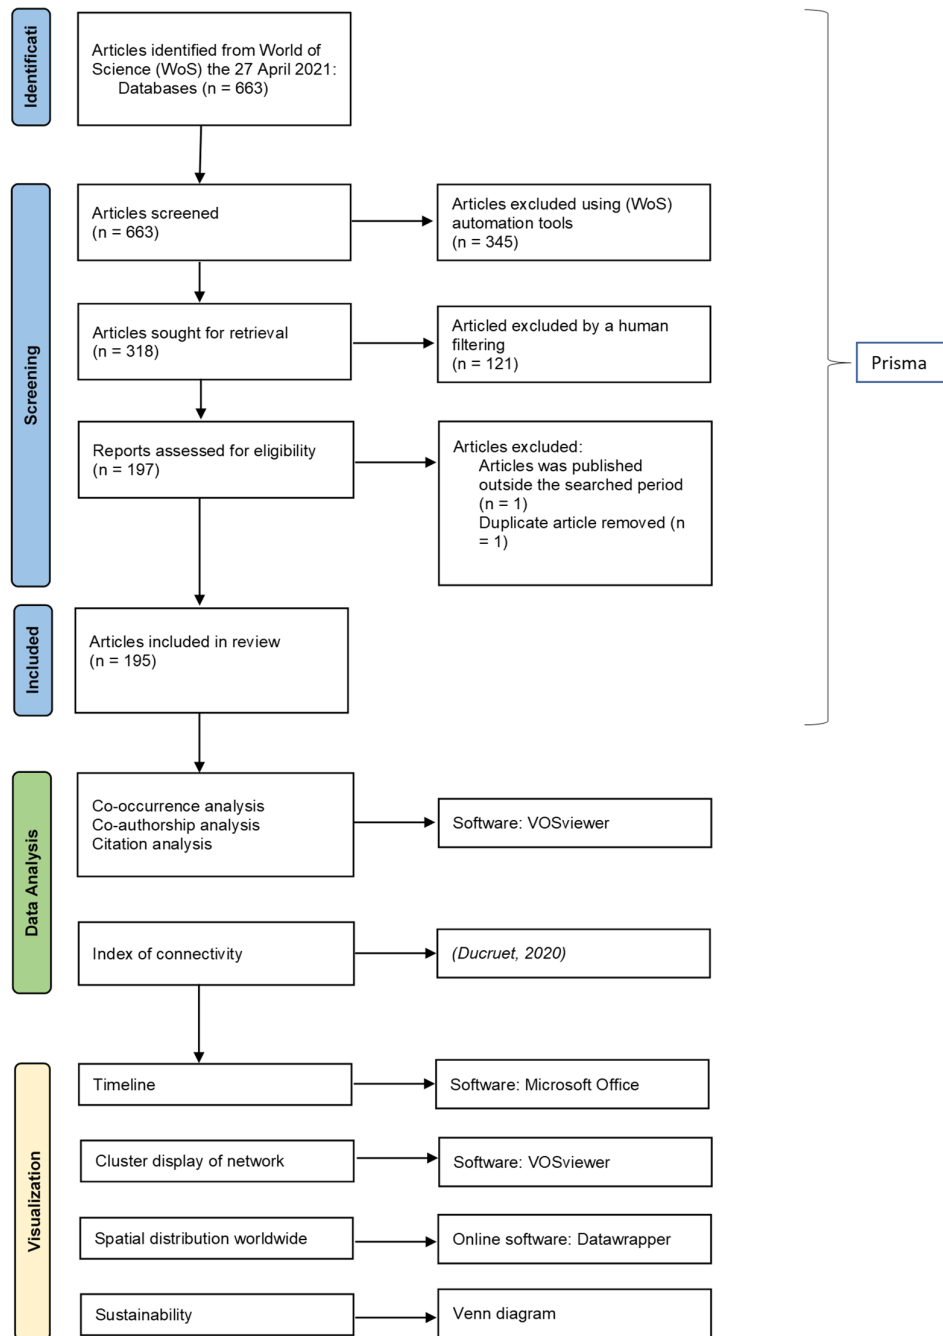 Identificati
Articles identified from World of
Science (WoS) the 27 April 2021:
Databases (n = 663)
Screening
Articles screened
(n = 663)
Articles excluded using (WoS)
automation tools
(n = 345)
Articles sought for retrieval
(n = 318)
Articled excluded by a human
filtering
(n = 121)
Prisma
Reports assessed for eligibility
(n = 197)
Articles excluded:
Articles was published
outside the searched period
(n = 1)
Duplicate article removed (n
= 1)
Included
Articles included in review
(n = 195)
Data Analysis
Co-occurrence analysis
Co-authorship analysis
Citation analysis
Software: VOSviewer
Index of connectivity
(Ducruet, 2020)
Visualization
Timeline
Software: Microsoft Office
Cluster display of network
Software: VOSviewer
Spatial distribution worldwide
Online software: Datawrapper
Sustainability
Venn diagram